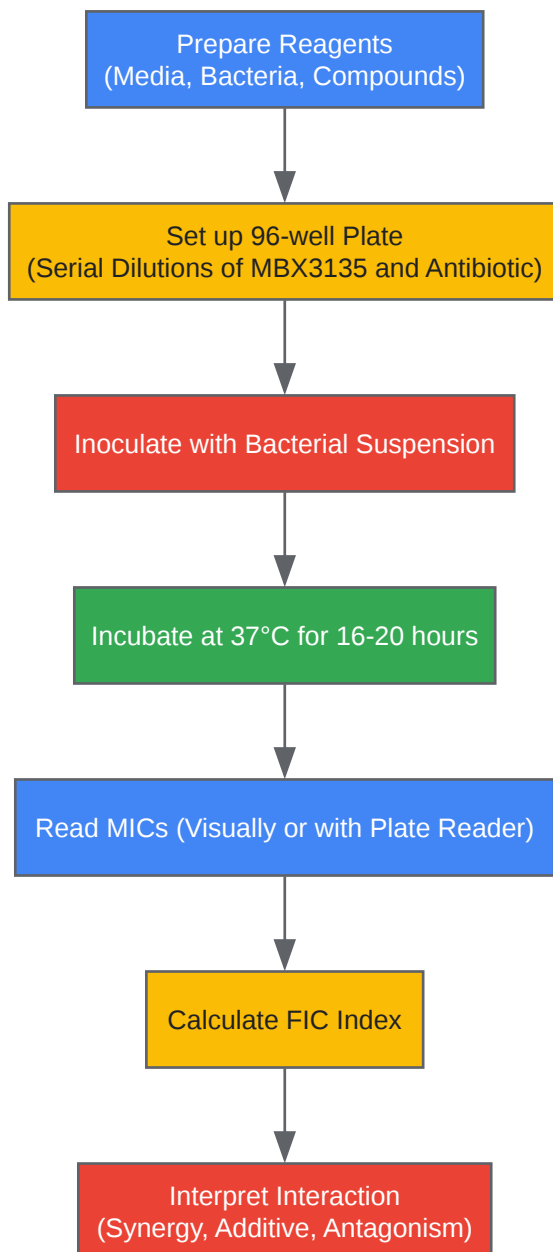 Prepare Reagents
(Media, Bacteria, Compounds)
Set up 96-well Plate
(Serial Dilutions of MBX3135 and Antibiotic)
Inoculate with Bacterial Suspension
Incubate at 37°C for 16-20 hours
Read MICs (Visually or with Plate Reader)
Calculate FIC Index
Interpret Interaction
(Synergy, Additive, Antagonism)